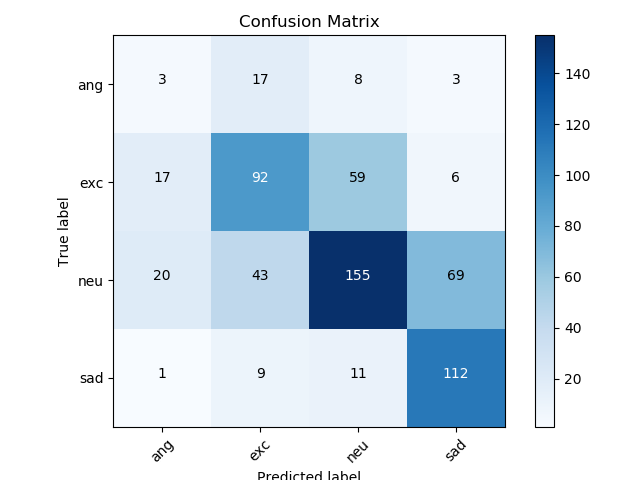 Confusion Matrix
True label
ang 3 17 8 3
exc 17 92 59 6
neu 20 43 155 69
sad 1 9 11 112
ang exc neu sad
Predicted label
140
120
100
80
60
40
20